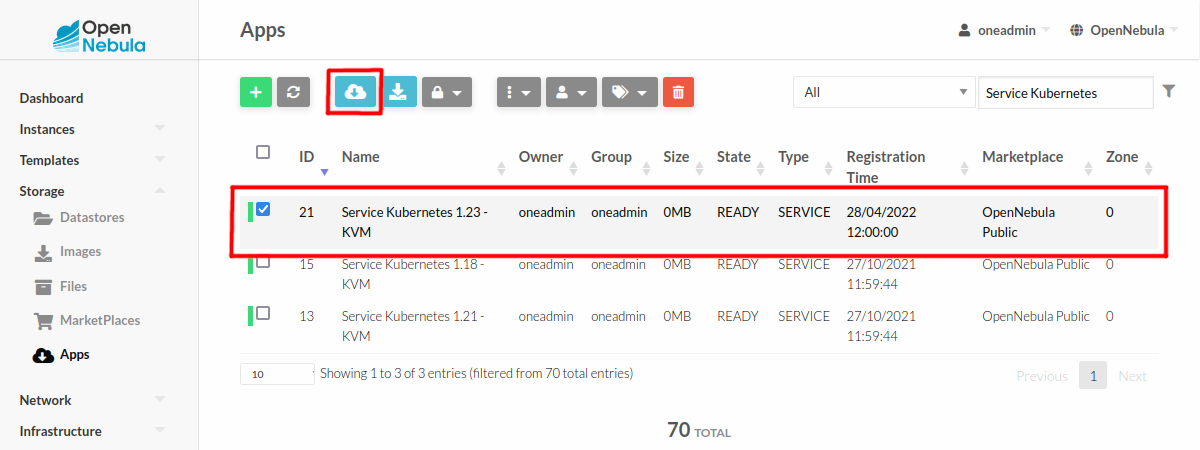 Open
Nebula
Apps
oneadmin
OpenNebula
Dashboard
Instances
Templates
Storage
Datastores
Images
Files
MarketPlaces
Apps
Network
Infrastructure
All
Service Kubernetes
ID Name Owner Group Size State Type Registration Time Marketplace Zone
21 Service Kubernetes 1.23 - oneadmin oneadmin 0MB READY SERVICE 28/04/2022 OpenNebula 0
KVM 12:00:00 Public
15 Service Kubernetes 1.18 - oneadmin oneadmin 0MB READY SERVICE 27/10/2021 OpenNebula Public 0
KVM 11:59:44
13 Service Kubernetes 1.21 - oneadmin oneadmin 0MB READY SERVICE 27/10/2021 OpenNebula Public 0
KVM 11:59:44
10 Showing 1 to 3 of 3 entries (filtered from 70 total entries)
Previous 1 Next
70 TOTAL